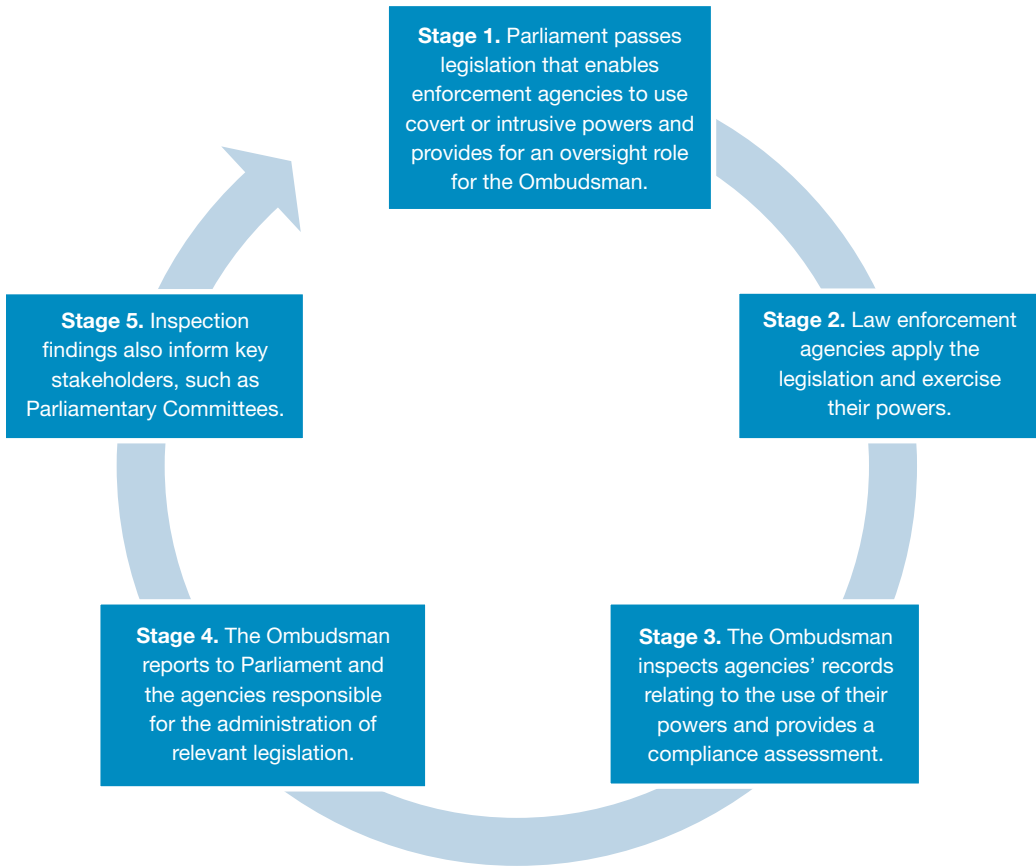 Stage 1. Parliament passes
legislation that enables
enforcement agencies to use
covert or intrusive powers and
provides for an oversight role
for the Ombudsman.
Stage 2. Law enforcement
agencies apply the
legislation and exercise
their powers.
Stage 3. The Ombudsman
inspects agencies’ records
relating to the use of their
powers and provides a
compliance assessment.
Stage 4. The Ombudsman
reports to Parliament and
the agencies responsible
for the administration of
relevant legislation.
Stage 5. Inspection
findings also inform key
stakeholders, such as
Parliamentary Committees.